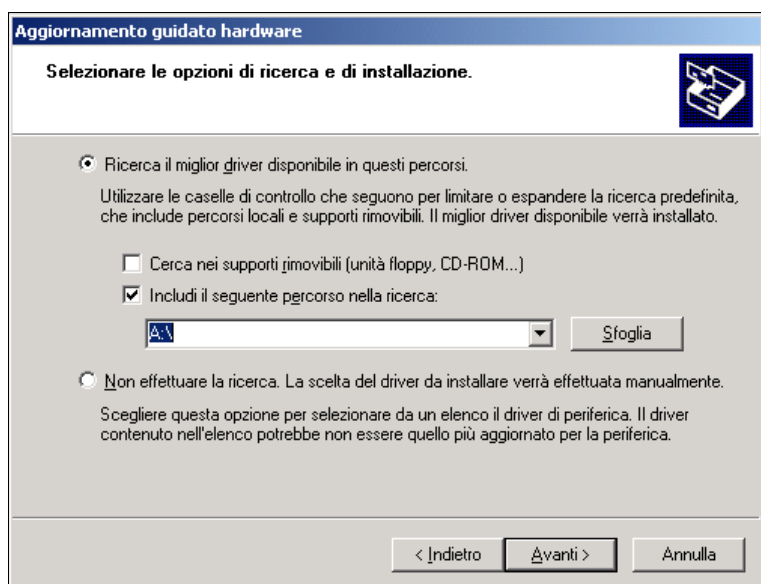 Aggiornamento guidato hardware
Selezionare le opzioni di ricerca e di installazione.
Ricerca il miglior driver disponibile in questi percorsi.
Utilizzare le caselle di controllo che seguono per limitare o espandere la ricerca predefinita,
che include percorsi locali e supporti rimovibili. Il miglior driver disponibile verrà installato.
Cerca nei supporti rimovibili (unità floppy, CD-ROM...)
Includi il seguente percorso nella ricerca:
A:\
Sfoglia
Non effettuare la ricerca. La scelta del driver da installare verrà effettuata manualmente.
Scegliere questa opzione per selezionare da un elenco il driver di periferica. Il driver
contenuto nell'elenco potrebbe non essere quello più aggiornato per la periferica.
< Indietro
Avanti >
Annulla